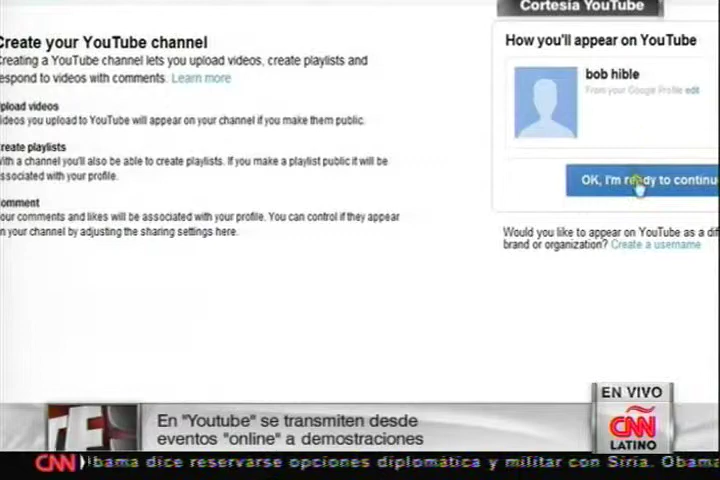 Cortesía YouTube
Create your YouTube channel
Creating a YouTube channel lets you upload videos, create playlists and
espond to videos with comments. Learn more
pload videos
ideos you upload to YouTube will appear on your channel if you make them public.
reate playlists
ith a channel you'll also be able to create playlists. If you make a playlist public it will be
ssociated with your profile.
omment
our comments and likes will be associated with your profile. You can control if they appear
n your channel by adjusting the sharing settings here.
How you'll appear on YouTube
bob hible
From your Google Profile edit
OK, I'm ready to continu
Would you like to appear on YouTube as a dif
brand or organization? Create a username
EN VIVO
CNN
LATINO
En "Youtube" se transmiten desde
eventos "online" a demostraciones
CNN bama dice reservarse opciones diplomática y militar con Siria. Obama